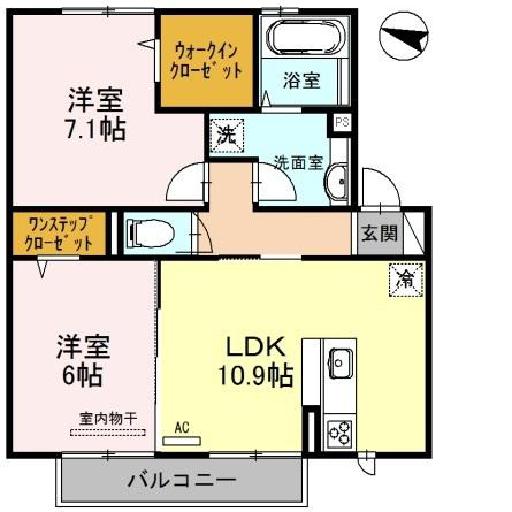 ウォークイン
クローゼット
浴室
洋室
7.1帖
洗
PS
洗面室
ワンステップ
クローゼット
玄関
冷
洋室
6帖
LDK
10.9帖
室内物干
AC
バルコニー